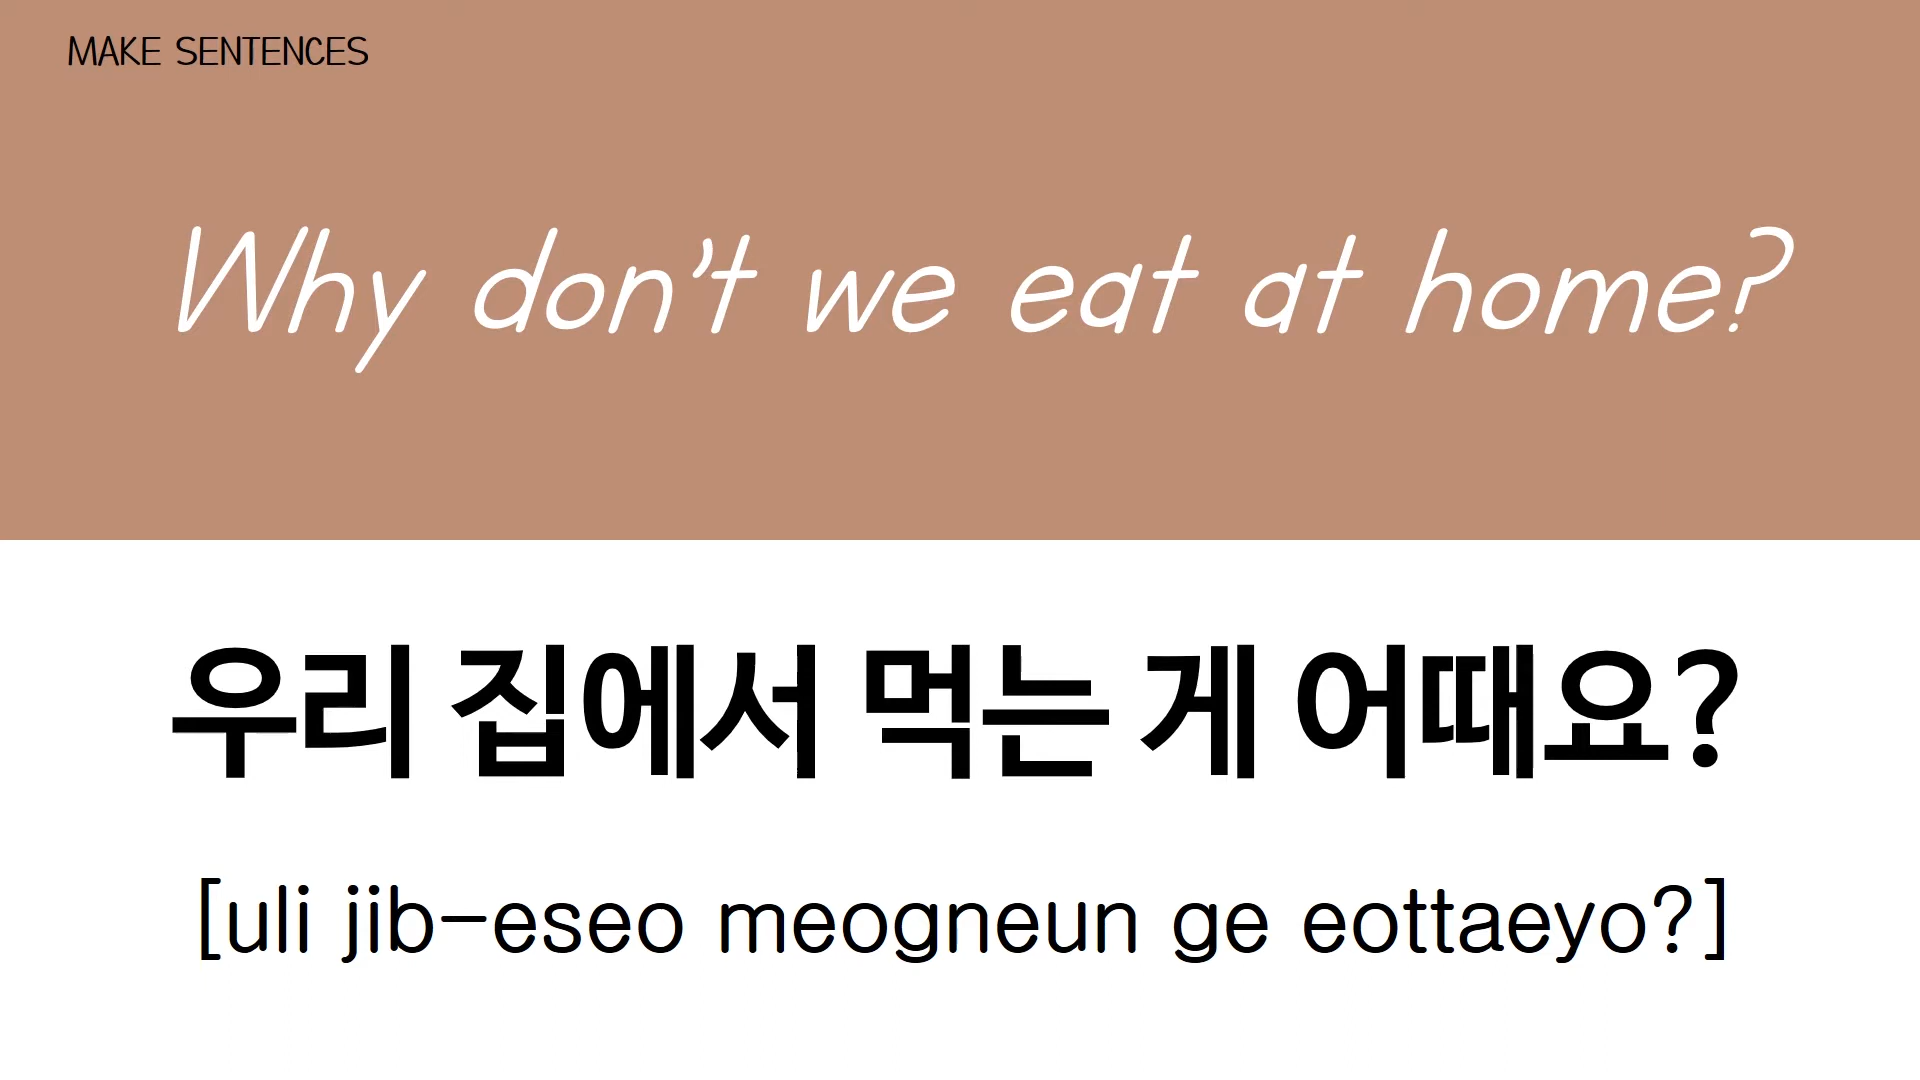 MAKE SENTENCES
Why don't we eat at home?
우리 집에서 먹는 게 어때요?
[uli jib-eseo meogneun ge eottaeyo?]